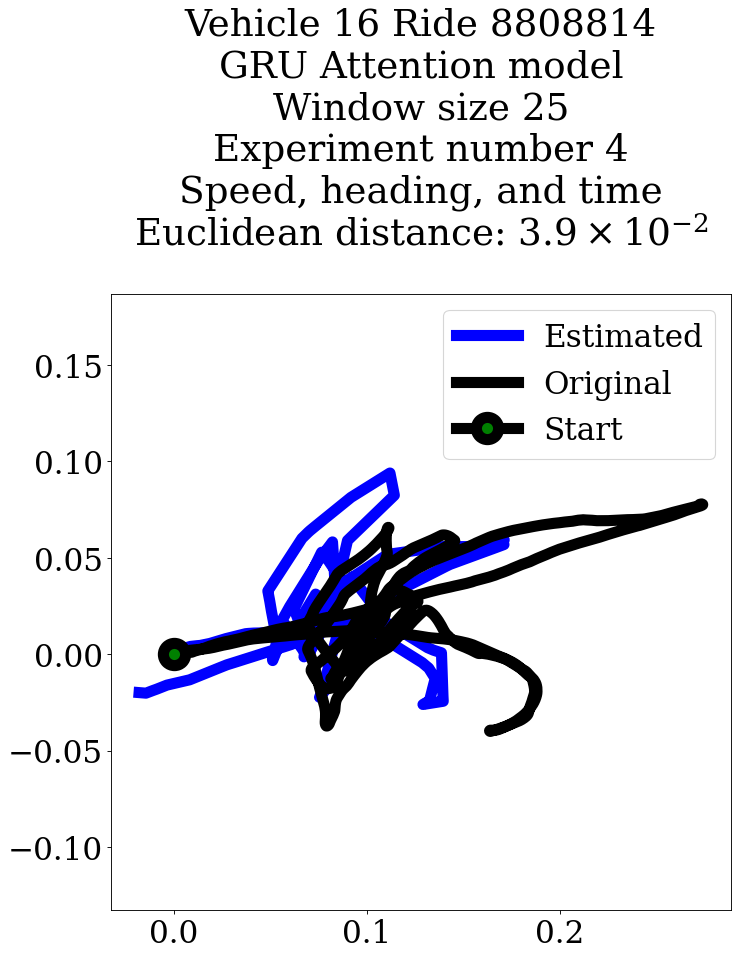 Vehicle 16 Ride 8808814
GRU Attention model
Window size 25
Experiment number 4
Speed, heading, and time
Euclidean distance: 3.9 × 10⁻²
Estimated
Original
Start
0.15
0.10
0.05
0.00
−0.05
−0.10
0.0 0.1 0.2